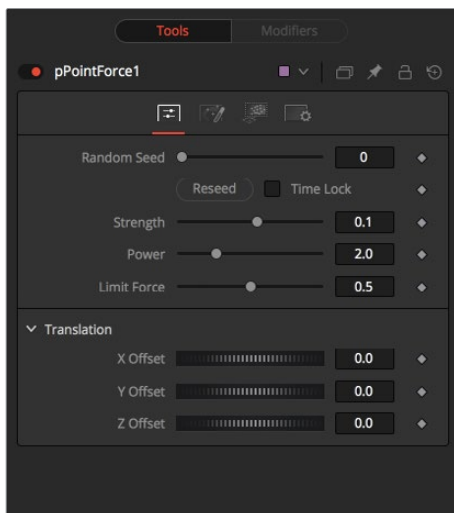 Tools Modifiers
pPointForce1
Random Seed 0
Reseed Time Lock
Strength 0.1
Power 2.0
Limit Force 0.5
Translation
X Offset 0.0
Y Offset 0.0
Z Offset 0.0